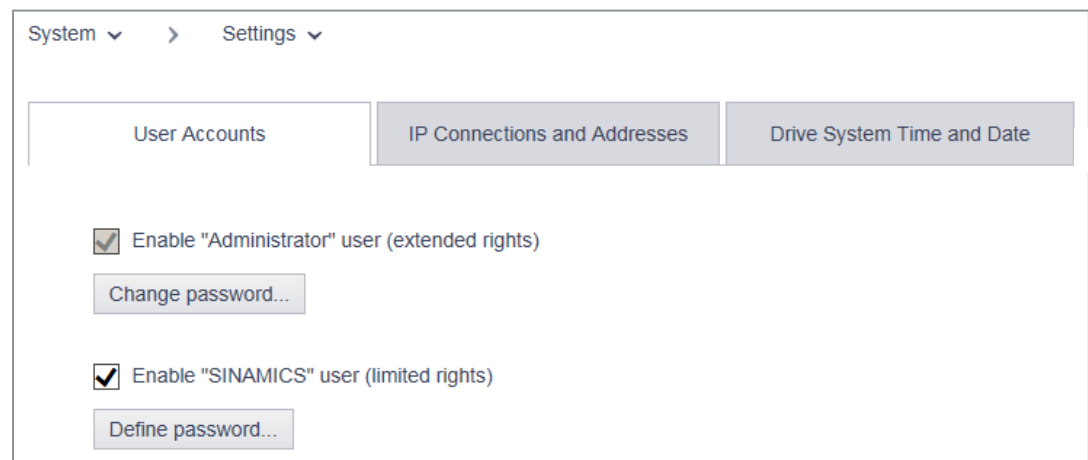 System > Settings
User Accounts IP Connections and Addresses Drive System Time and Date
Enable "Administrator" user (extended rights)
Change password...
Enable "SINAMICS" user (limited rights)
Define password...